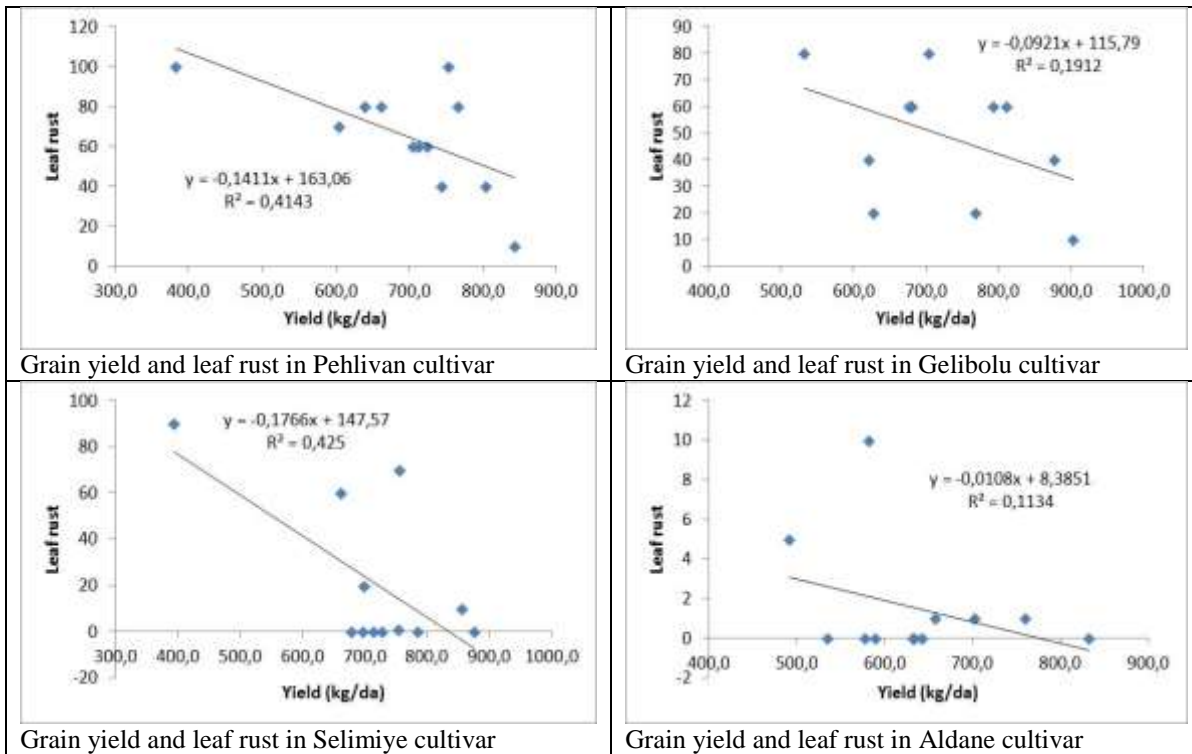 120
100
80
60
40
20
0
Leaf rust
y = -0,1411x + 163,06
R² = 0,4143
300,0 400,0 500,0 600,0 700,0 800,0 900,0
Yield (kg/da)
Grain yield and leaf rust in Pehlivan cultivar
90
80
70
60
50
40
30
20
10
0
Leaf rust
y = -0,0921x + 115,79
R² = 0,1912
400,0 500,0 600,0 700,0 800,0 900,0 1000,0
Yield (kg/da)
Grain yield and leaf rust in Gelibolu cultivar
100
80
60
40
20
0
-20
Leaf rust
y = -0,1766x + 147,57
R² = 0,425
300,0 400,0 500,0 600,0 700,0 800,0 900,0 1000,0
Yield (kg/da)
Grain yield and leaf rust in Selimiye cultivar
12
10
8
6
4
2
0
-2
Leaf rust
y = -0,0108x + 8,3851
R² = 0,1134
400,0 500,0 600,0 700,0 800,0 900,0
Yield (kg/da)
Grain yield and leaf rust in Aldane cultivar